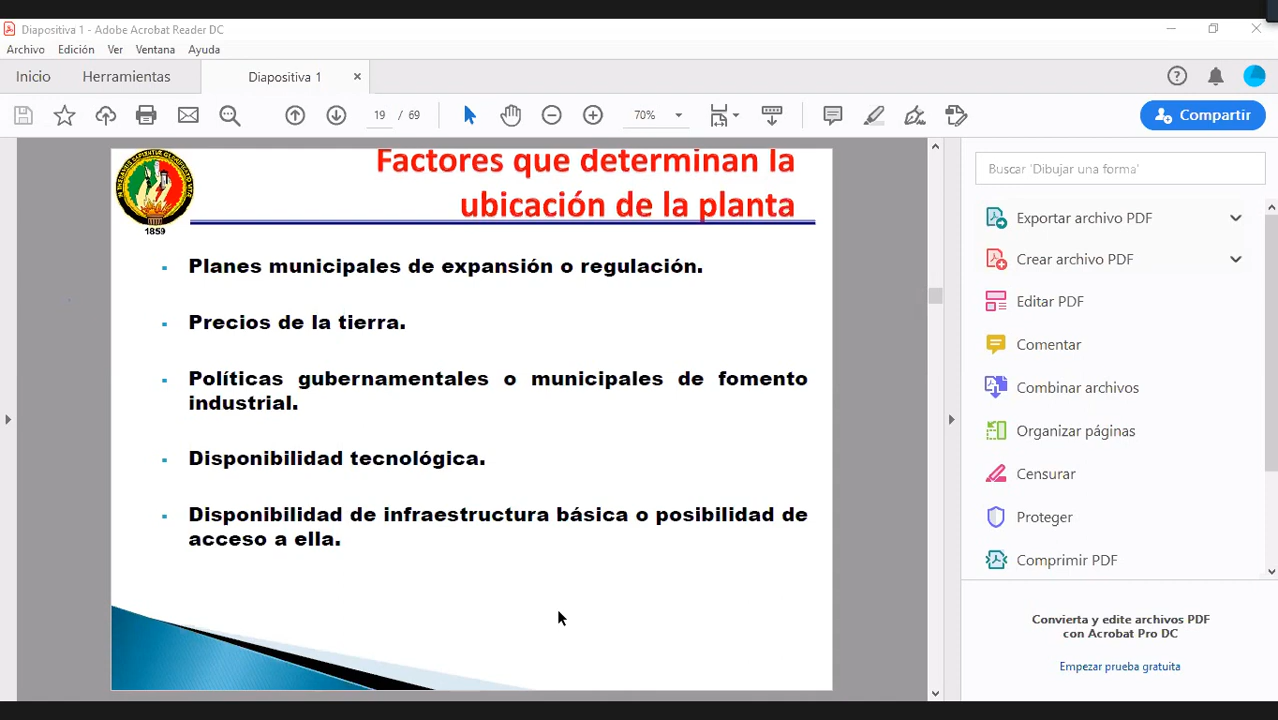 Diapositiva 1 - Adobe Acrobat Reader DC
Archivo Edición Ver Ventana Ayuda
Inicio Herramientas Diapositiva 1
19 / 69 70% Compartir
Factores que determinan la
ubicación de la planta
1859
- Planes municipales de expansión o regulación.
- Precios de la tierra.
- Políticas gubernamentales o municipales de fomento
industrial.
- Disponibilidad tecnológica.
- Disponibilidad de infraestructura básica o posibilidad de
acceso a ella.
Buscar 'Dibujar una forma'
Exportar archivo PDF
Crear archivo PDF
Editar PDF
Comentar
Combinar archivos
Organizar páginas
Censurar
Proteger
Comprimir PDF
Convierta y edite archivos PDF
con Acrobat Pro DC
Empezar prueba gratuita